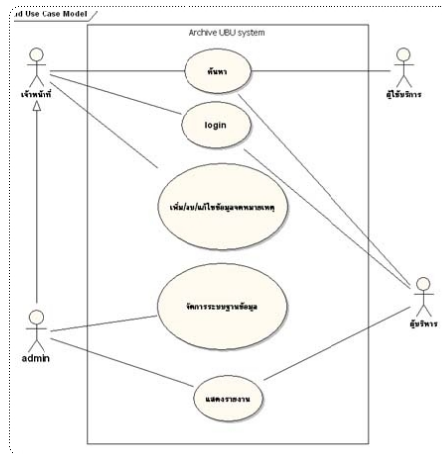 ud Use Case Model
Archive UBU system
ค้นหา
เจ้าหน้าที่
ผู้ใช้บริการ
login
เพิ่ม/ลบ/แก้ไขข้อมูลจดหมายเหตุ
จัดการระบบฐานข้อมูล
ผู้บริหาร
admin
แสดงรายงาน